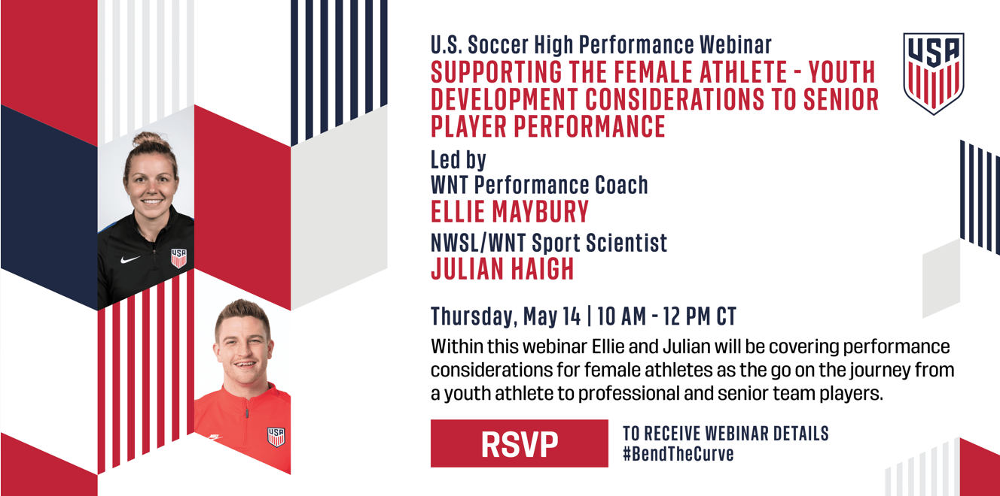 U.S. Soccer High Performance Webinar
SUPPORTING THE FEMALE ATHLETE - YOUTH
DEVELOPMENT CONSIDERATIONS TO SENIOR
PLAYER PERFORMANCE
USA
Led by
WNT Performance Coach
ELLIE MAYBURY
NWSL/WNT Sport Scientist
JULIAN HAIGH
Thursday, May 14 | 10 AM - 12 PM CT
Within this webinar Ellie and Julian will be covering performance
considerations for female athletes as the go on the journey from
a youth athlete to professional and senior team players.
RSVP
TO RECEIVE WEBINAR DETAILS
#BendTheCurve
USA
USA